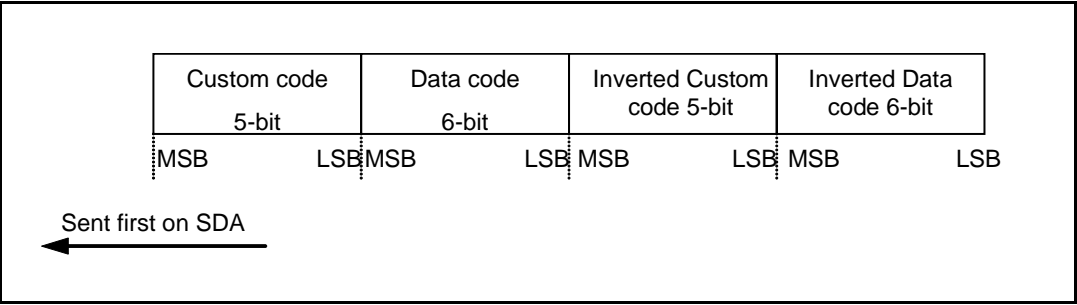 Custom code
5-bit
Data code
6-bit
Inverted Custom
code 5-bit
Inverted Data
code 6-bit
MSB LSB MSB LSB MSB LSB MSB LSB
Sent first on SDA